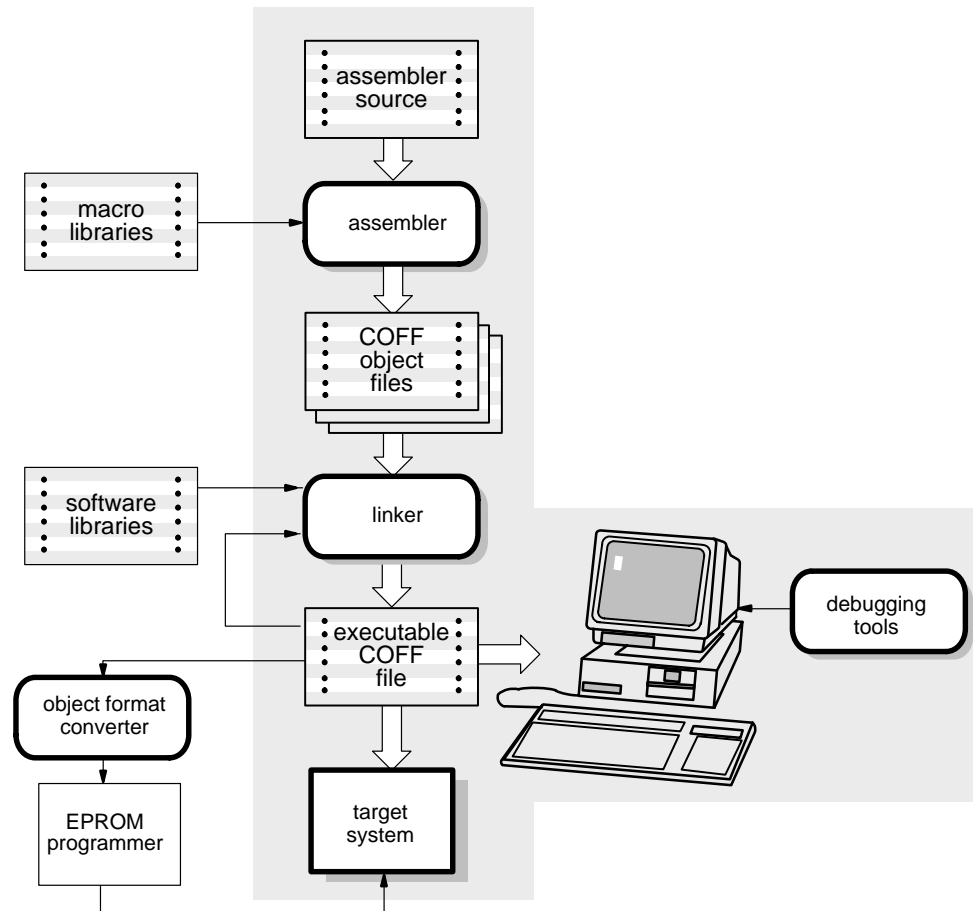 assembler
source
macro
libraries
assembler
COFF
object
files
software
libraries
linker
debugging
tools
executable
COFF
file
object format
converter
EPROM
programmer
target
system